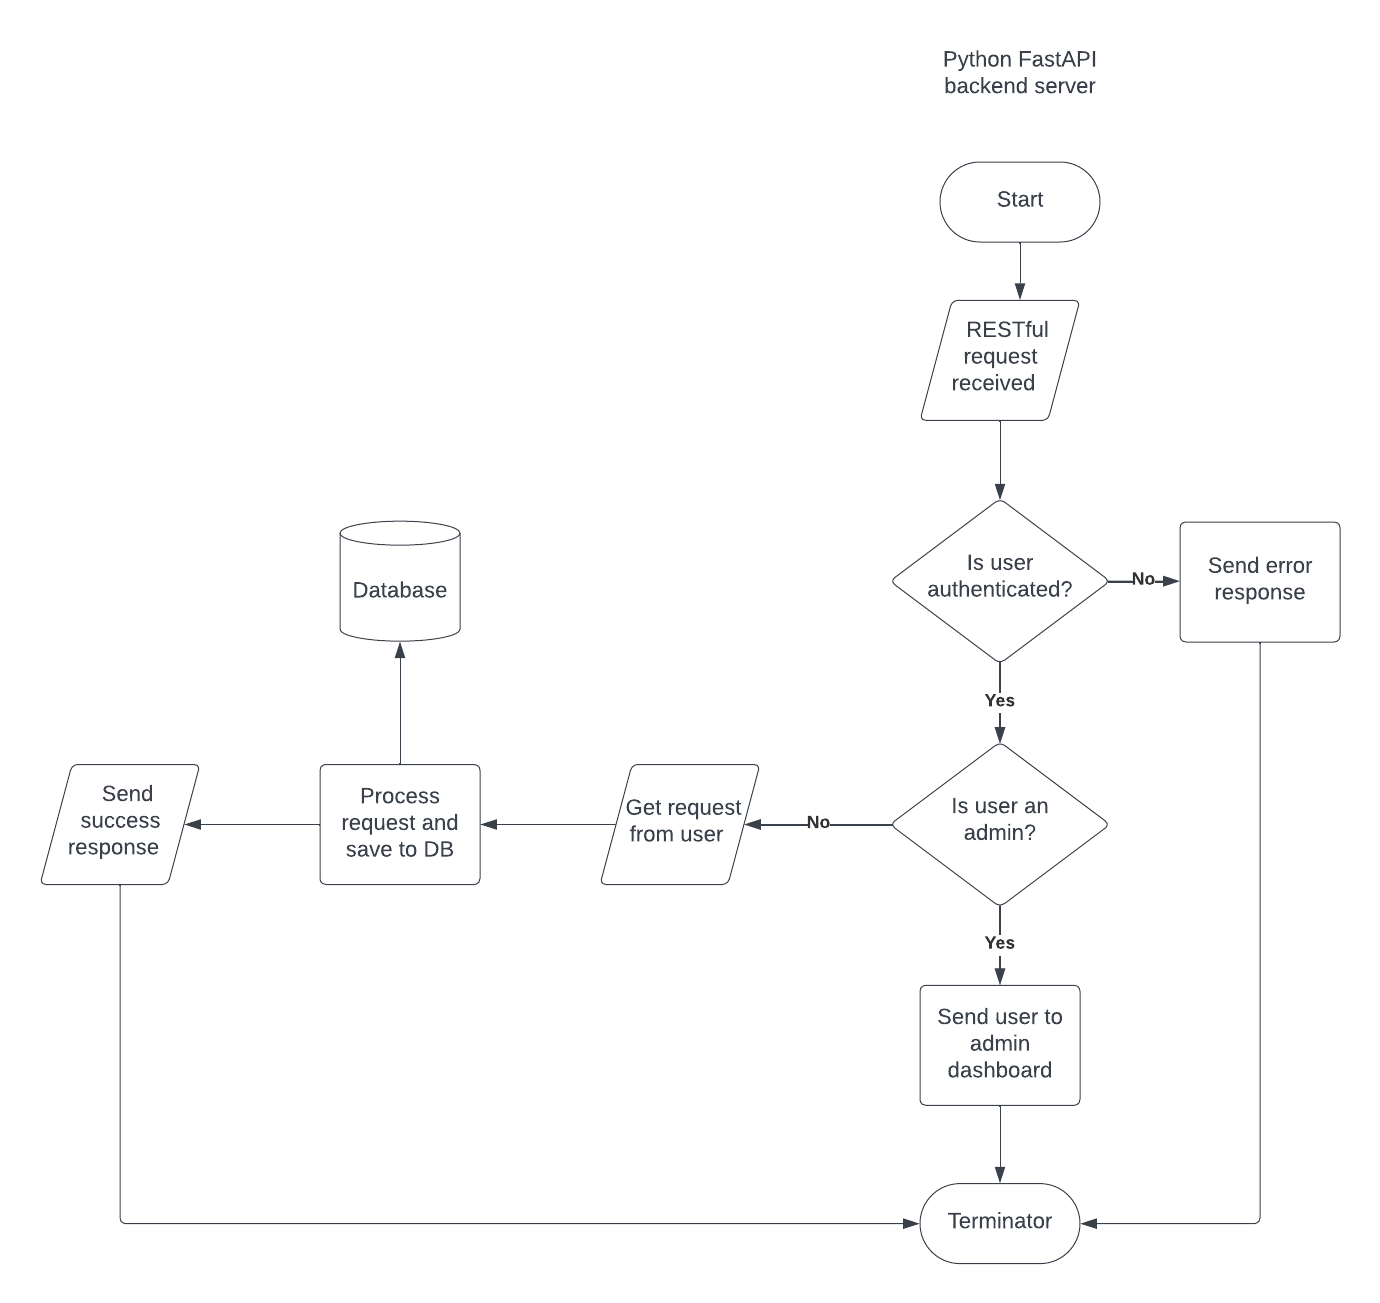 Python FastAPI
backend server
Start
RESTful
request
received
Is user
authenticated?
No
Send error
response
Database
Yes
Send
success
response
Process
request and
save to DB
Get request
from user
No
Is user an
admin?
Yes
Send user to
admin
dashboard
Terminator